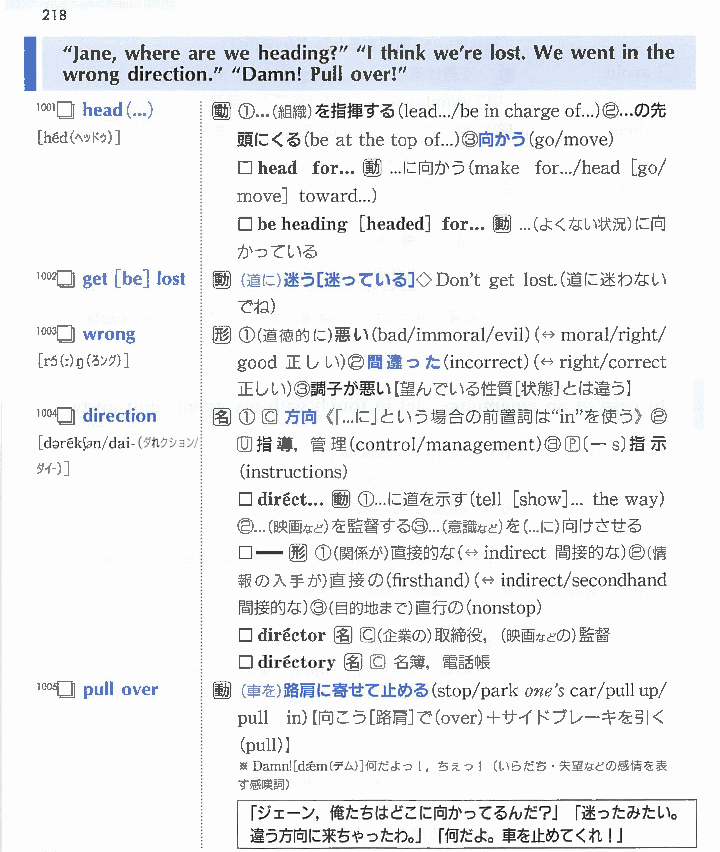 218
“Jane, where are we heading?” “I think we're lost. We went in the
wrong direction.” “Damn! Pull over!”
1001□ head(...)
[héd(ヘッドゥ)]
動 ①...(組織)を指揮する(lead.../be in charge of...)②...の先
頭にくる(be at the top of...)③向かう(go/move)
□ head for... 動 ...に向かう(make for.../head [go/
move] toward...)
□ be heading [headed] for... 動 ...(よくない状況)に向
かっている
1002□ get [be] lost
動 (道に)迷う[迷っている]◇Don't get lost.(道に迷わない
でね)
1003□ wrong
[rɔ́(:)ŋ(ろング)]
形 ①(道徳的に)悪い(bad/immoral/evil)(↔ moral/right/
good 正しい)②間違った(incorrect)(↔ right/correct
正しい)③調子が悪い[望んでいる性質[状態]とは違う]
1004□ direction
[dərékʃən/dai-(ダれクション/
ダイ-)]
名 ① C 方向《「...に」という場合の前置詞は“in”を使う》②
U 指導，管理(control/management)③ P (ー s)指示
(instructions)
□ diréct... 動 ①...に道を示す(tell [show]... the way)
②...(映画など)を監督する③...(意識など)を(...に)向けさせる
□ ━ 形 ①(関係が)直接的な(↔ indirect 間接的な)②(情
報の入手が)直接の(firsthand)(↔ indirect/secondhand
間接的な)③(目的地まで)直行の(nonstop)
□ diréctor 名 C(企業の)取締役，(映画などの)監督
□ diréctory 名 C 名簿，電話帳
1005□ pull over
動 (車を)路肩に寄せて止める(stop/park one's car/pull up/
pull in)[向こう[路肩]で(over)＋サイドブレーキを引く
(pull)]
※ Damn![dǽm(デム)]何だよっ！，ちぇっ！（いらだち・失望などの感情を表
す感嘆詞）
「ジェーン，俺たちはどこに向かってるんだ？」「迷ったみたい。
違う方向に来ちゃったわ。」「何だよ。車を止めてくれ！」